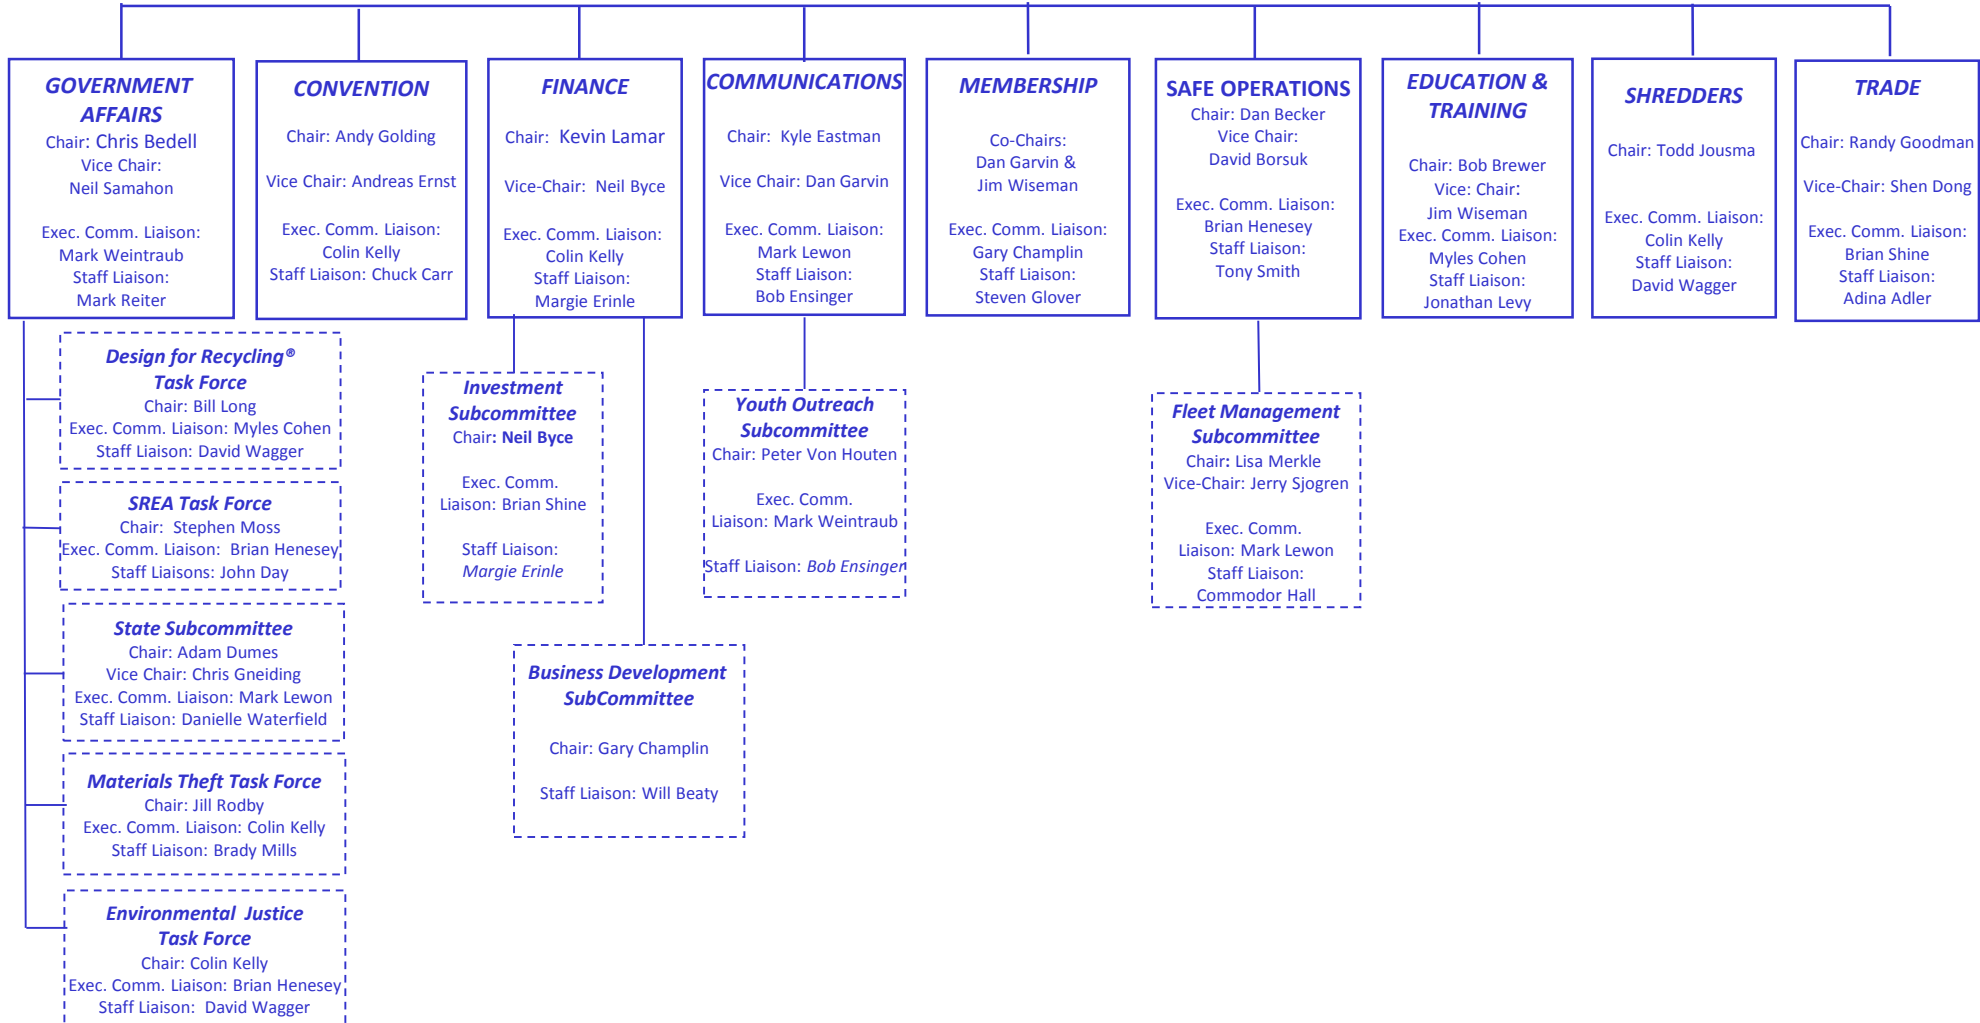 GOVERNMENT
AFFAIRS
Chair: Chris Bedell
Vice Chair:
Neil Samahon
Exec. Comm. Liaison:
Mark Weintraub
Staff Liaison:
Mark Reiter
CONVENTION
Chair: Andy Golding
Vice Chair: Andreas Ernst
Exec. Comm. Liaison:
Colin Kelly
Staff Liaison: Chuck Carr
FINANCE
Chair: Kevin Lamar
Vice-Chair: Neil Byce
Exec. Comm. Liaison:
Colin Kelly
Staff Liaison:
Margie Erinle
COMMUNICATIONS
Chair: Kyle Eastman
Vice Chair: Dan Garvin
Exec. Comm. Liaison:
Mark Lewon
Staff Liaison:
Bob Ensinger
MEMBERSHIP
Co-Chairs:
Dan Garvin &
Jim Wiseman
Exec. Comm. Liaison:
Gary Champlin
Staff Liaison:
Steven Glover
SAFE OPERATIONS
Chair: Dan Becker
Vice Chair:
David Borsuk
Exec. Comm. Liaison:
Brian Henesey
Staff Liaison:
Tony Smith
EDUCATION &
TRAINING
Chair: Bob Brewer
Vice: Chair:
Jim Wiseman
Exec. Comm. Liaison:
Myles Cohen
Staff Liaison:
Jonathan Levy
SHREDDERS
Chair: Todd Jousma
Exec. Comm. Liaison:
Colin Kelly
Staff Liaison:
David Wagger
TRADE
Chair: Randy Goodman
Vice-Chair: Shen Dong
Exec. Comm. Liaison:
Brian Shine
Staff Liaison:
Adina Adler
Design for Recycling®
Task Force
Chair: Bill Long
Exec. Comm. Liaison: Myles Cohen
Staff Liaison: David Wagger
SREA Task Force
Chair: Stephen Moss
Exec. Comm. Liaison: Brian Henesey
Staff Liaisons: John Day
State Subcommittee
Chair: Adam Dumes
Vice Chair: Chris Gneiding
Exec. Comm. Liaison: Mark Lewon
Staff Liaison: Danielle Waterfield
Materials Theft Task Force
Chair: Jill Rodby
Exec. Comm. Liaison: Colin Kelly
Staff Liaison: Brady Mills
Environmental Justice
Task Force
Chair: Colin Kelly
Exec. Comm. Liaison: Brian Henesey
Staff Liaison: David Wagger
Investment
Subcommittee
Chair: Neil Byce
Exec. Comm.
Liaison: Brian Shine
Staff Liaison:
Margie Erinle
Business Development
SubCommittee
Chair: Gary Champlin
Staff Liaison: Will Beaty
Youth Outreach
Subcommittee
Chair: Peter Von Houten
Exec. Comm.
Liaison: Mark Weintraub
Staff Liaison: Bob Ensinger
Fleet Management
Subcommittee
Chair: Lisa Merkle
Vice-Chair: Jerry Sjogren
Exec. Comm.
Liaison: Mark Lewon
Staff Liaison:
Commodor Hall